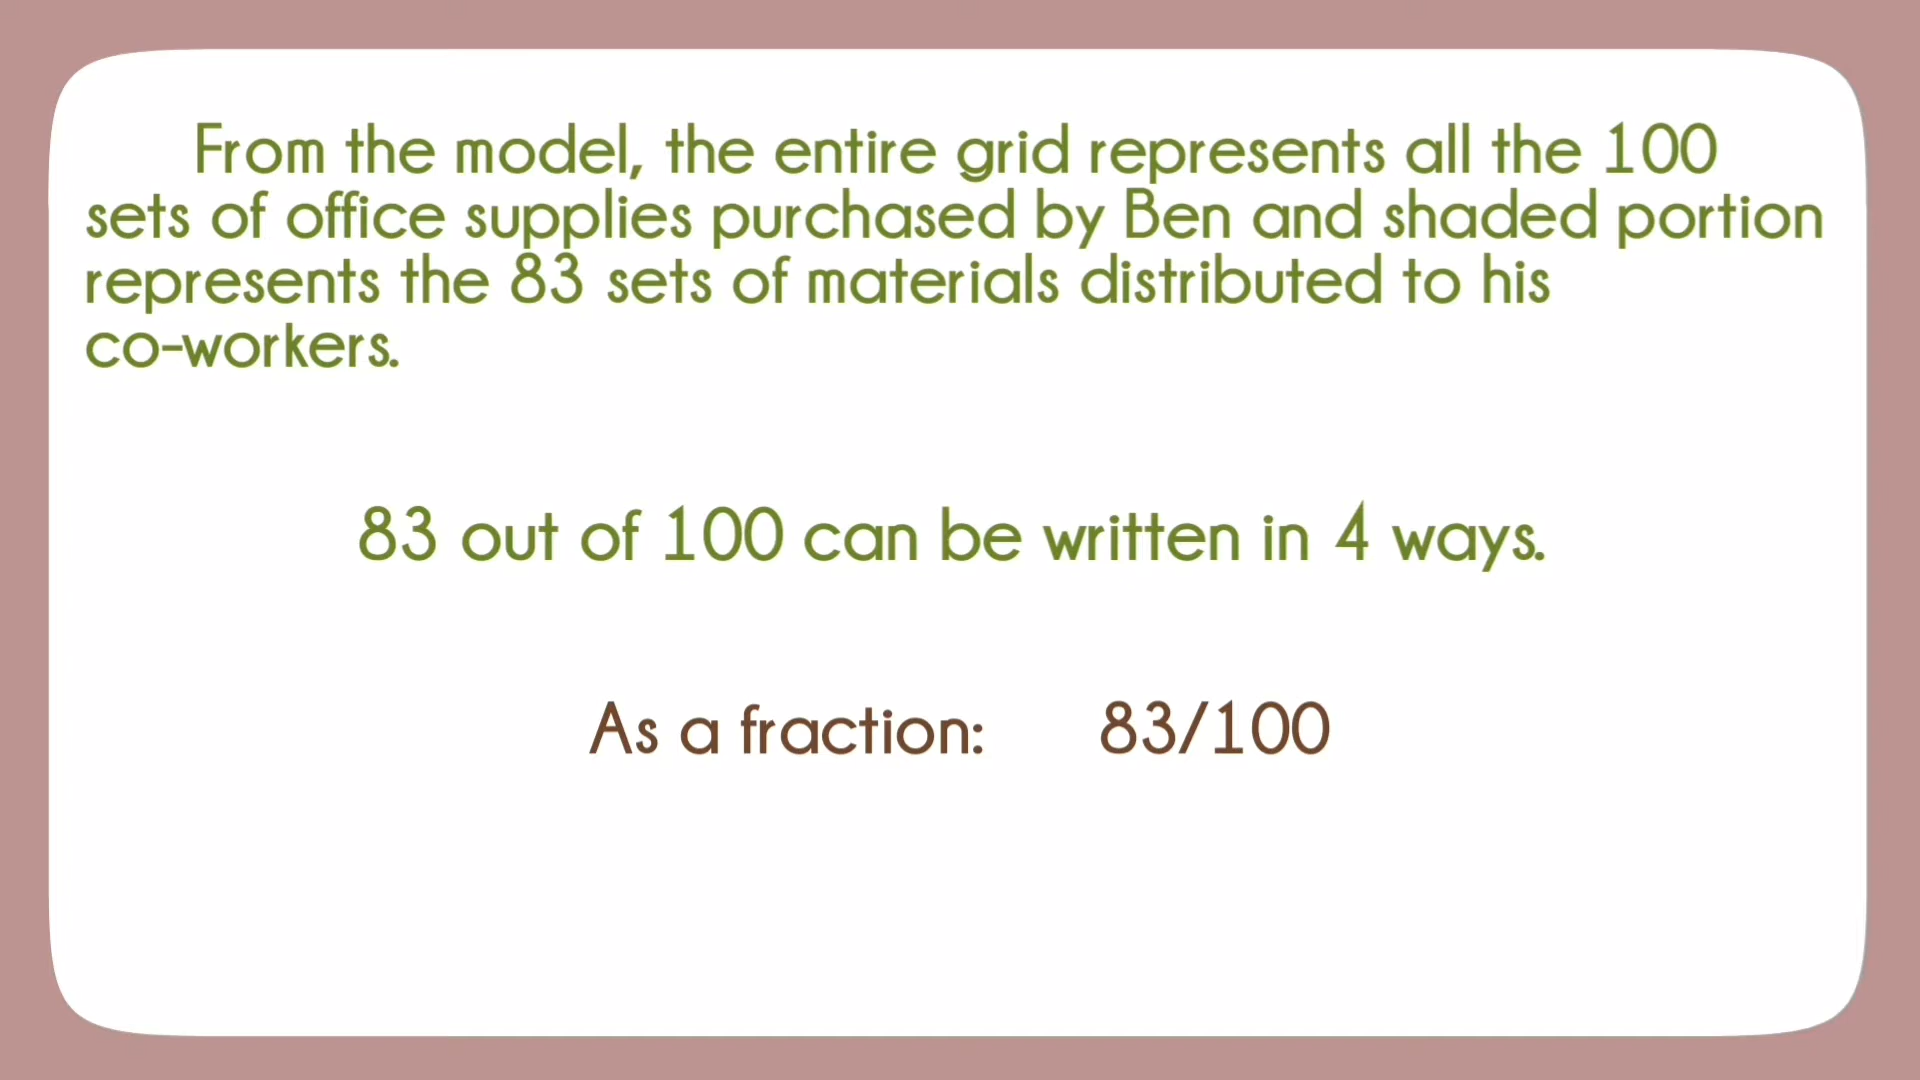 From the model, the entire grid represents all the 100
sets of office supplies purchased by Ben and shaded portion
represents the 83 sets of materials distributed to his
co-workers.
83 out of 100 can be written in 4 ways.
As a fraction: 83/100